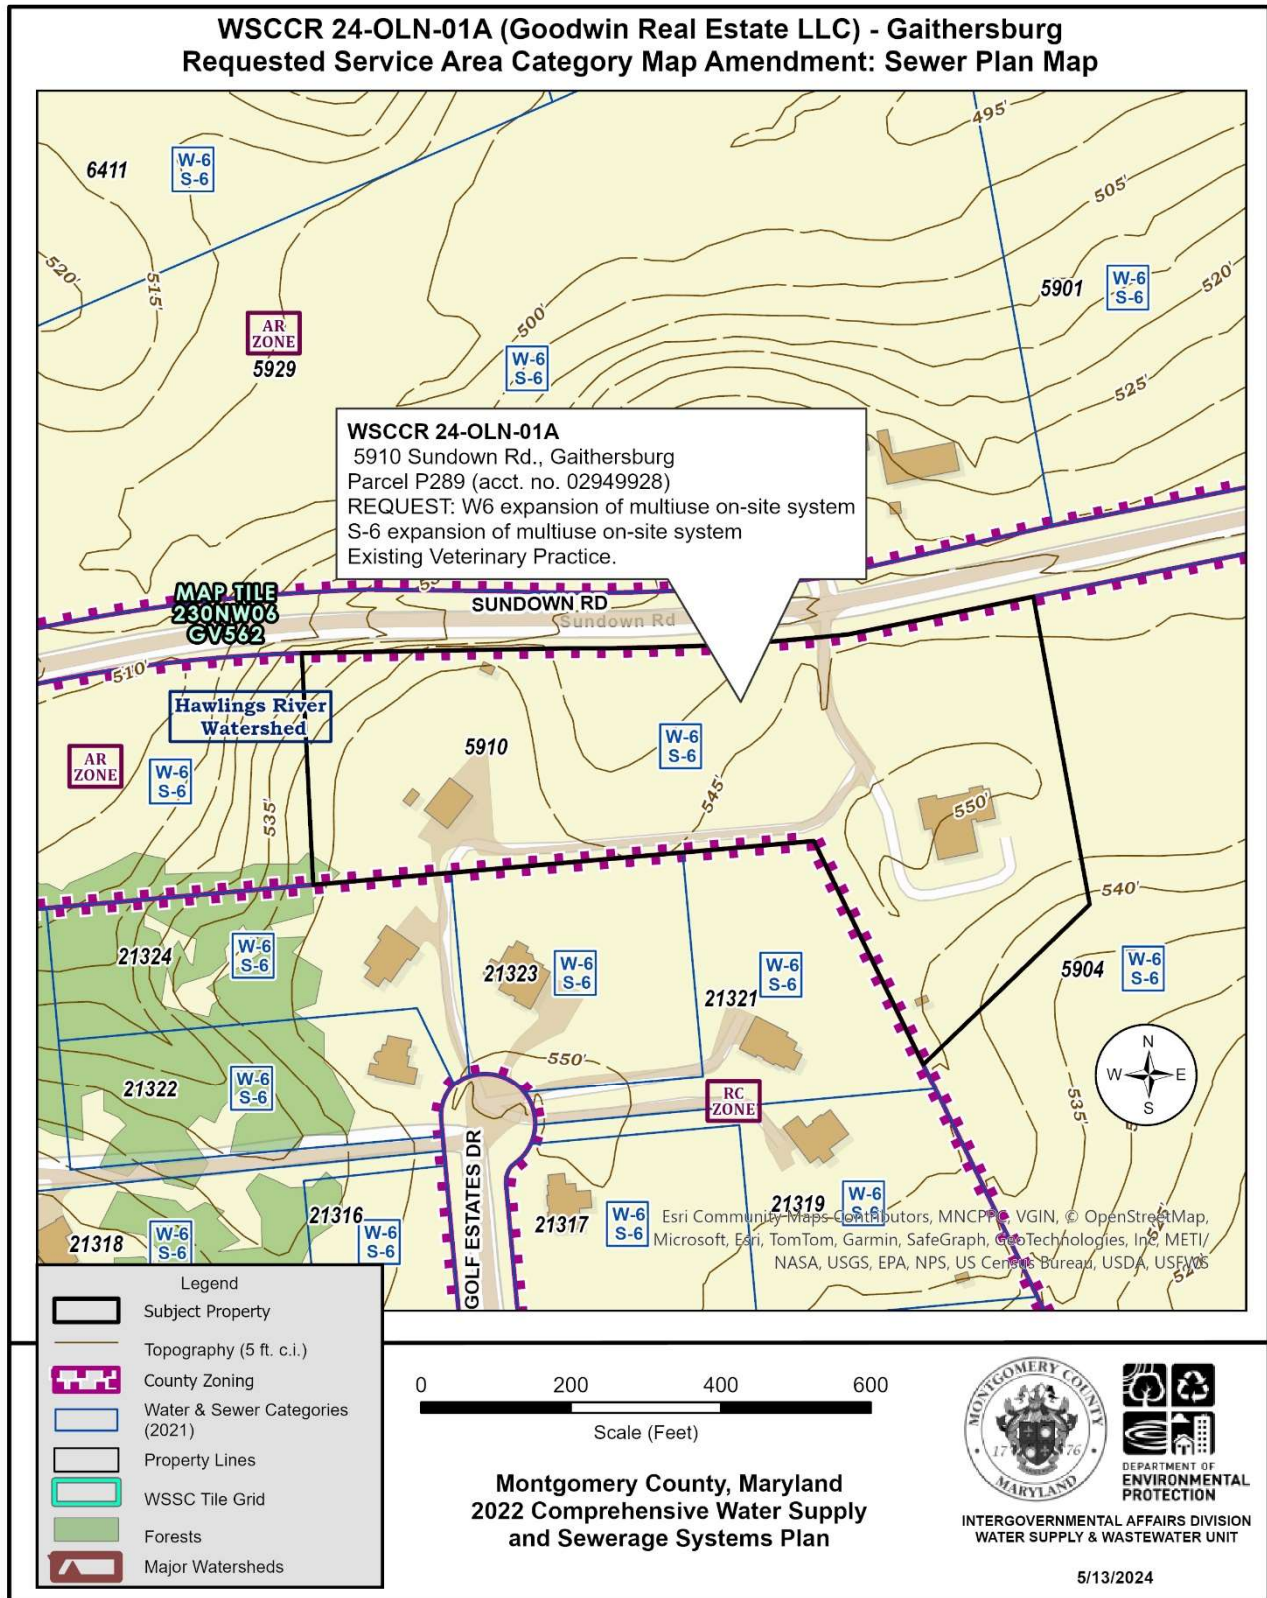 WSCCR 24-OLN-01A (Goodwin Real Estate LLC) - Gaithersburg
Requested Service Area Category Map Amendment: Sewer Plan Map
495'
6411
W-6
S-6
505'
520'
515'
5901
W-6
S-6
520'
AR
ZONE
5929
500'
W-6
S-6
525'
WSCCR 24-OLN-01A
5910 Sundown Rd., Gaithersburg
Parcel P289 (acct. no. 02949928)
REQUEST: W6 expansion of multiuse on-site system
S-6 expansion of multiuse on-site system
Existing Veterinary Practice.
MAP TILE
230NW06
GV562
SUNDOWN RD
Sundown Rd
510'
Hawlings River
Watershed
AR
ZONE
W-6
S-6
5910
W-6
S-6
545'
535'
550'
540'
21324
W-6
S-6
21323
W-6
S-6
21321
W-6
S-6
5904
W-6
S-6
N
W E
S
21322
W-6
S-6
550'
RC
ZONE
535'
GOLF ESTATES DR
21316
W-6
S-6
21317
W-6
S-6
21319
W-6
S-6
525'
520'
21318
W-6
S-6
Esri Community Maps Contributors, MNCPPC, VGIN, © OpenStreetMap,
Microsoft, Esri, TomTom, Garmin, SafeGraph, GeoTechnologies, Inc, METI/
NASA, USGS, EPA, NPS, US Census Bureau, USDA, USFWS
Legend
Subject Property
Topography (5 ft. c.i.)
County Zoning
Water & Sewer Categories
(2021)
Property Lines
WSSC Tile Grid
Forests
Major Watersheds
0 200 400 600
Scale (Feet)
Montgomery County, Maryland
2022 Comprehensive Water Supply
and Sewerage Systems Plan
MONTGOMERY COUNTY
17 76
MARYLAND
DEPARTMENT OF
ENVIRONMENTAL
PROTECTION
INTERGOVERNMENTAL AFFAIRS DIVISION
WATER SUPPLY & WASTEWATER UNIT
5/13/2024